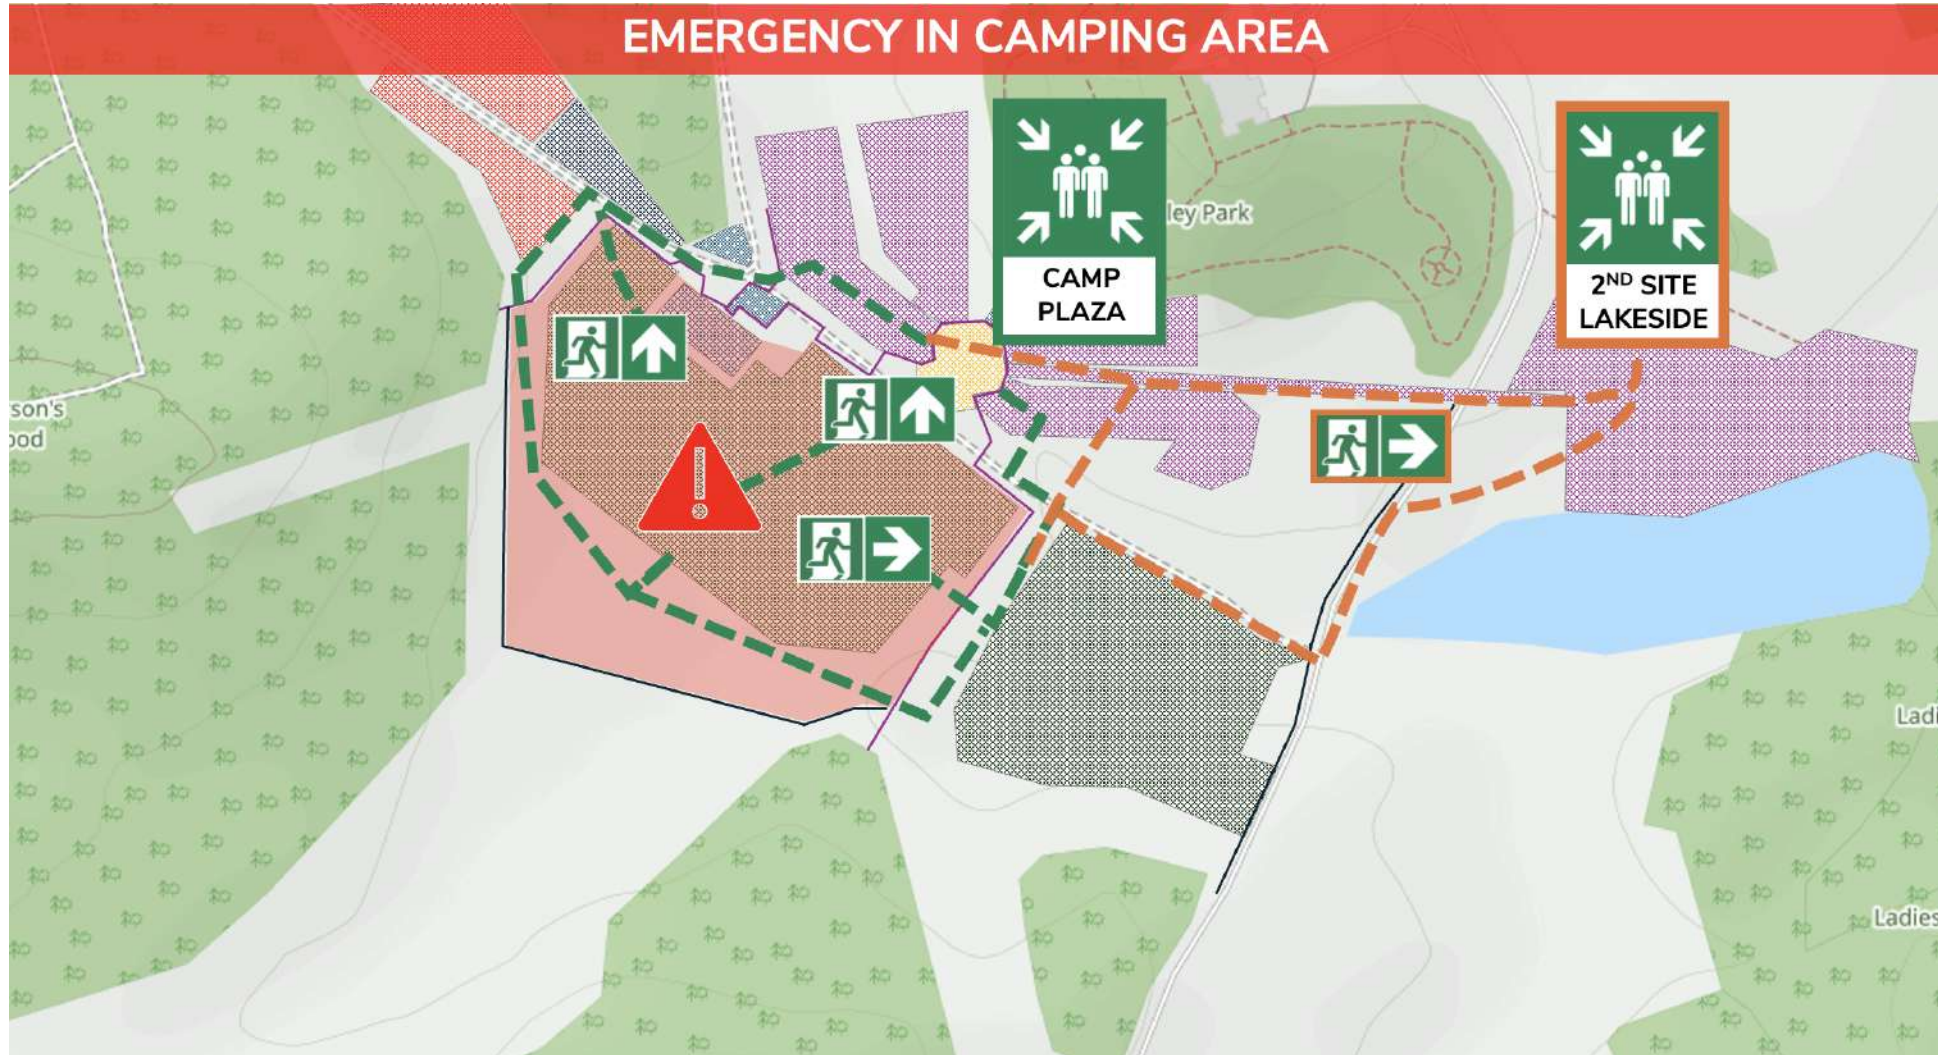 EMERGENCY IN CAMPING AREA
ley Park
CAMP
PLAZA
2ND SITE
LAKESIDE
son's
ood
Ladi
Ladies